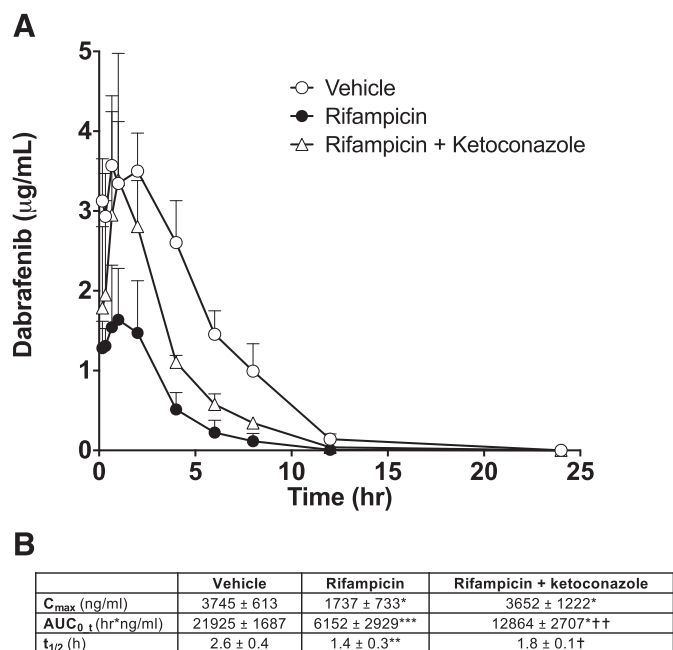 A
Dabrafenib (μg/mL)
5
4
3
2
1
0
Vehicle
Rifampicin
Rifampicin + Ketoconazole
0 5 10 15 20 25
Time (hr)
B
Vehicle Rifampicin Rifampicin + ketoconazole
Cmax (ng/ml) 3745 ± 613 1737 ± 733* 3652 ± 1222*
AUC0_t (hr*ng/ml) 21925 ± 1687 6152 ± 2929*** 12864 ± 2707*††
t1/2 (h) 2.6 ± 0.4 1.4 ± 0.3** 1.8 ± 0.1†